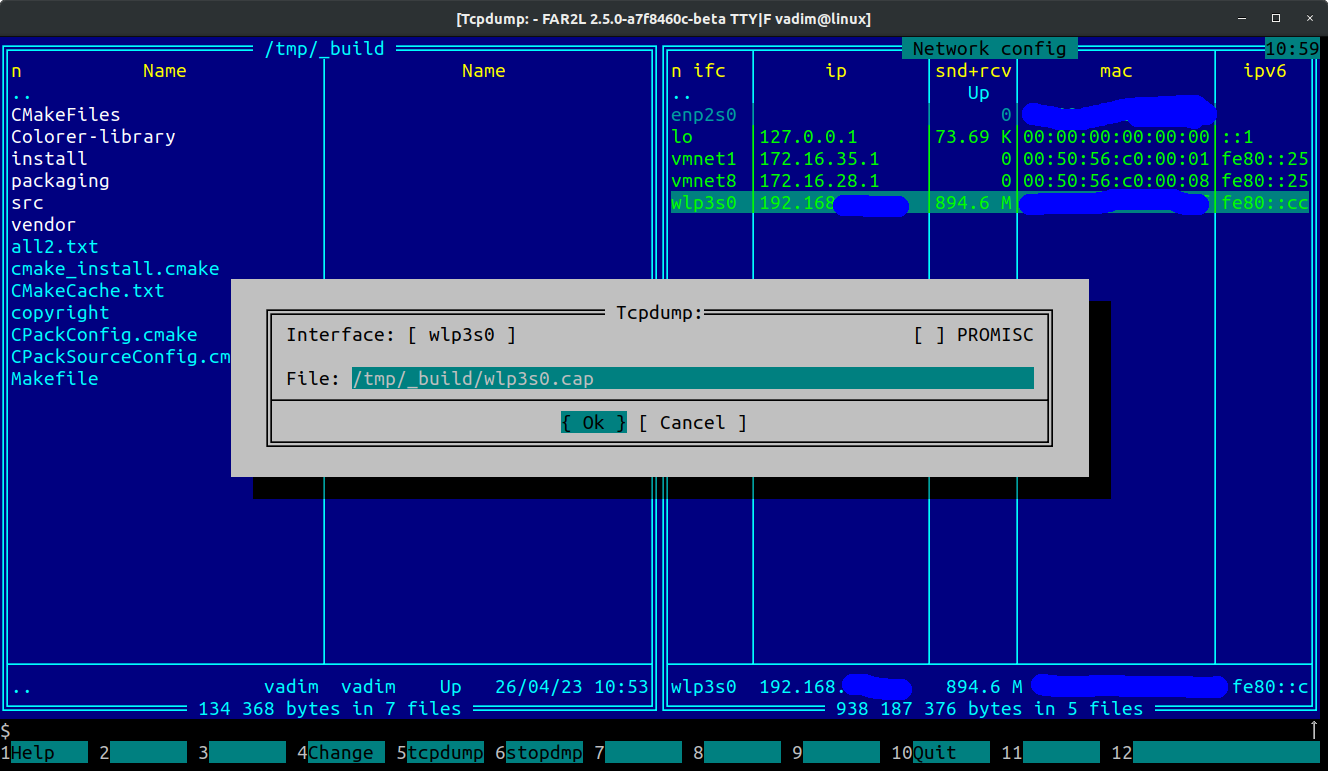 [Tcpdump: - FAR2L 2.5.0-a7f8460c-beta TTY|F vadim@linux]
/tmp/_build Network config 10:59
n Name Name n ifc ip snd+rcv mac ipv6
.. .. Up
CMakeFiles enp2s0 0
Colorer-library lo 127.0.0.1 73.69 K 00:00:00:00:00:00 ::1
install vmnet1 172.16.35.1 0 00:50:56:c0:00:01 fe80::25
packaging vmnet8 172.16.28.1 0 00:50:56:c0:00:08 fe80::25
src wlp3s0 192.168 894.6 M fe80::cc
vendor
all2.txt
cmake_install.cmake
CMakeCache.txt
copyright Tcpdump:
CPackConfig.cmake Interface: [ wlp3s0 ] [ ] PROMISC
CPackSourceConfig.cm
Makefile File: /tmp/_build/wlp3s0.cap
{ Ok } [ Cancel ]
.. vadim vadim Up 26/04/23 10:53 wlp3s0 192.168. 894.6 M fe80::c
134 368 bytes in 7 files 938 187 376 bytes in 5 files
$
1Help 2 3 4Change 5tcpdump 6stopdmp 7 8 9 10Quit 11 12